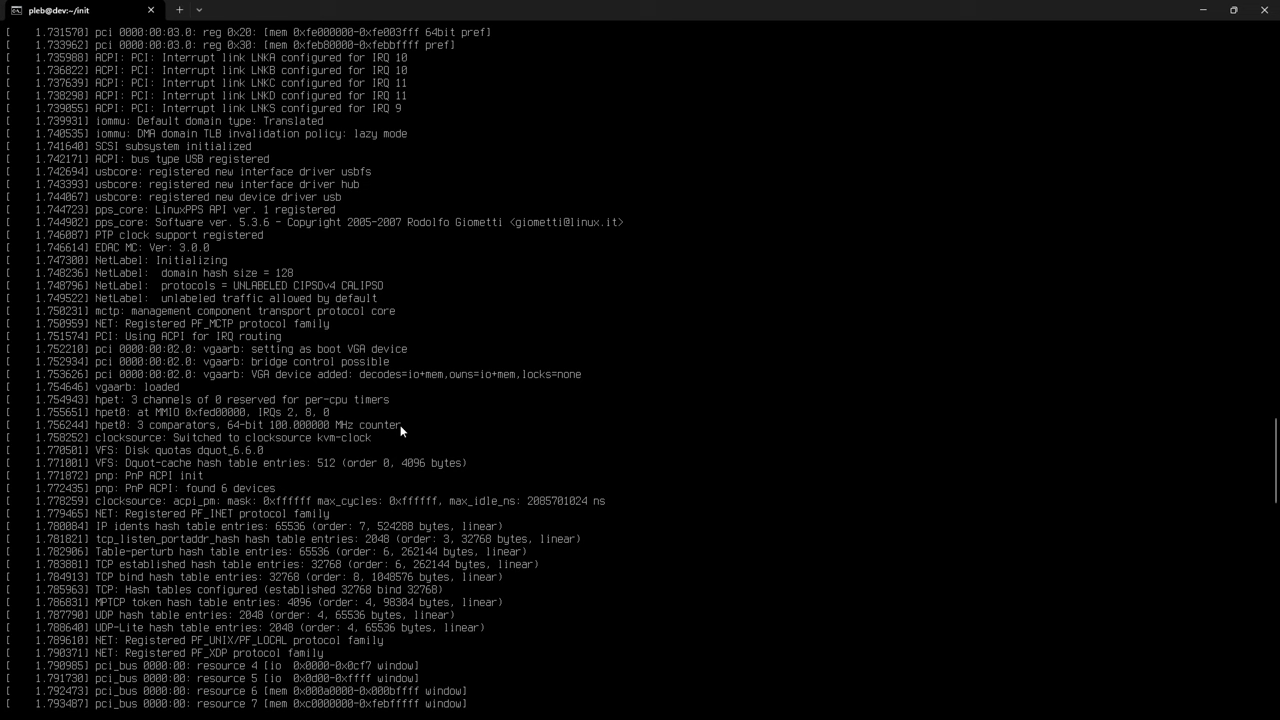 pleb@dev:~/init
[    1.731570] pci 0000:00:03.0: reg 0x20: [mem 0xfe000000-0xfe003fff 64bit pref]
[    1.733962] pci 0000:00:03.0: reg 0x30: [mem 0xfeb80000-0xfebbffff pref]
[    1.735988] ACPI: PCI: Interrupt link LNKA configured for IRQ 10
[    1.736822] ACPI: PCI: Interrupt link LNKB configured for IRQ 10
[    1.737639] ACPI: PCI: Interrupt link LNKC configured for IRQ 11
[    1.738298] ACPI: PCI: Interrupt link LNKD configured for IRQ 11
[    1.739055] ACPI: PCI: Interrupt link LNKS configured for IRQ 9
[    1.739931] iommu: Default domain type: Translated
[    1.740535] iommu: DMA domain TLB invalidation policy: lazy mode
[    1.741640] SCSI subsystem initialized
[    1.742171] ACPI: bus type USB registered
[    1.742694] usbcore: registered new interface driver usbfs
[    1.743393] usbcore: registered new interface driver hub
[    1.744067] usbcore: registered new device driver usb
[    1.744723] pps_core: LinuxPPS API ver. 1 registered
[    1.744902] pps_core: Software ver. 5.3.6 - Copyright 2005-2007 Rodolfo Giometti <giometti@linux.it>
[    1.746087] PTP clock support registered
[    1.746614] EDAC MC: Ver: 3.0.0
[    1.747300] NetLabel: Initializing
[    1.748236] NetLabel:  domain hash size = 128
[    1.748796] NetLabel:  protocols = UNLABELED CIPSOv4 CALIPSO
[    1.749522] NetLabel:  unlabeled traffic allowed by default
[    1.750231] mctp: management component transport protocol core
[    1.750959] NET: Registered PF_MCTP protocol family
[    1.751574] PCI: Using ACPI for IRQ routing
[    1.752210] pci 0000:00:02.0: vgaarb: setting as boot VGA device
[    1.752934] pci 0000:00:02.0: vgaarb: bridge control possible
[    1.753626] pci 0000:00:02.0: vgaarb: VGA device added: decodes=io+mem,owns=io+mem,locks=none
[    1.754646] vgaarb: loaded
[    1.754943] hpet: 3 channels of 0 reserved for per-cpu timers
[    1.755651] hpet0: at MMIO 0xfed00000, IRQs 2, 8, 0
[    1.756244] hpet0: 3 comparators, 64-bit 100.000000 MHz counter
[    1.758252] clocksource: Switched to clocksource kvm-clock
[    1.770501] VFS: Disk quotas dquot_6.6.0
[    1.771001] VFS: Dquot-cache hash table entries: 512 (order 0, 4096 bytes)
[    1.771872] pnp: PnP ACPI init
[    1.772435] pnp: PnP ACPI: found 6 devices
[    1.778259] clocksource: acpi_pm: mask: 0xffffff max_cycles: 0xffffff, max_idle_ns: 2085701024 ns
[    1.779465] NET: Registered PF_INET protocol family
[    1.780084] IP idents hash table entries: 65536 (order: 7, 524288 bytes, linear)
[    1.781821] tcp_listen_portaddr_hash hash table entries: 2048 (order: 3, 32768 bytes, linear)
[    1.782906] Table-perturb hash table entries: 65536 (order: 6, 262144 bytes, linear)
[    1.783881] TCP established hash table entries: 32768 (order: 6, 262144 bytes, linear)
[    1.784913] TCP bind hash table entries: 32768 (order: 8, 1048576 bytes, linear)
[    1.785963] TCP: Hash tables configured (established 32768 bind 32768)
[    1.786831] MPTCP token hash table entries: 4096 (order: 4, 98304 bytes, linear)
[    1.787790] UDP hash table entries: 2048 (order: 4, 65536 bytes, linear)
[    1.788640] UDP-Lite hash table entries: 2048 (order: 4, 65536 bytes, linear)
[    1.789610] NET: Registered PF_UNIX/PF_LOCAL protocol family
[    1.790371] NET: Registered PF_XDP protocol family
[    1.790985] pci_bus 0000:00: resource 4 [io  0x0000-0x0cf7 window]
[    1.791730] pci_bus 0000:00: resource 5 [io  0x0d00-0xffff window]
[    1.792473] pci_bus 0000:00: resource 6 [mem 0x000a0000-0x000bffff window]
[    1.793487] pci_bus 0000:00: resource 7 [mem 0xc0000000-0xfebfffff window]